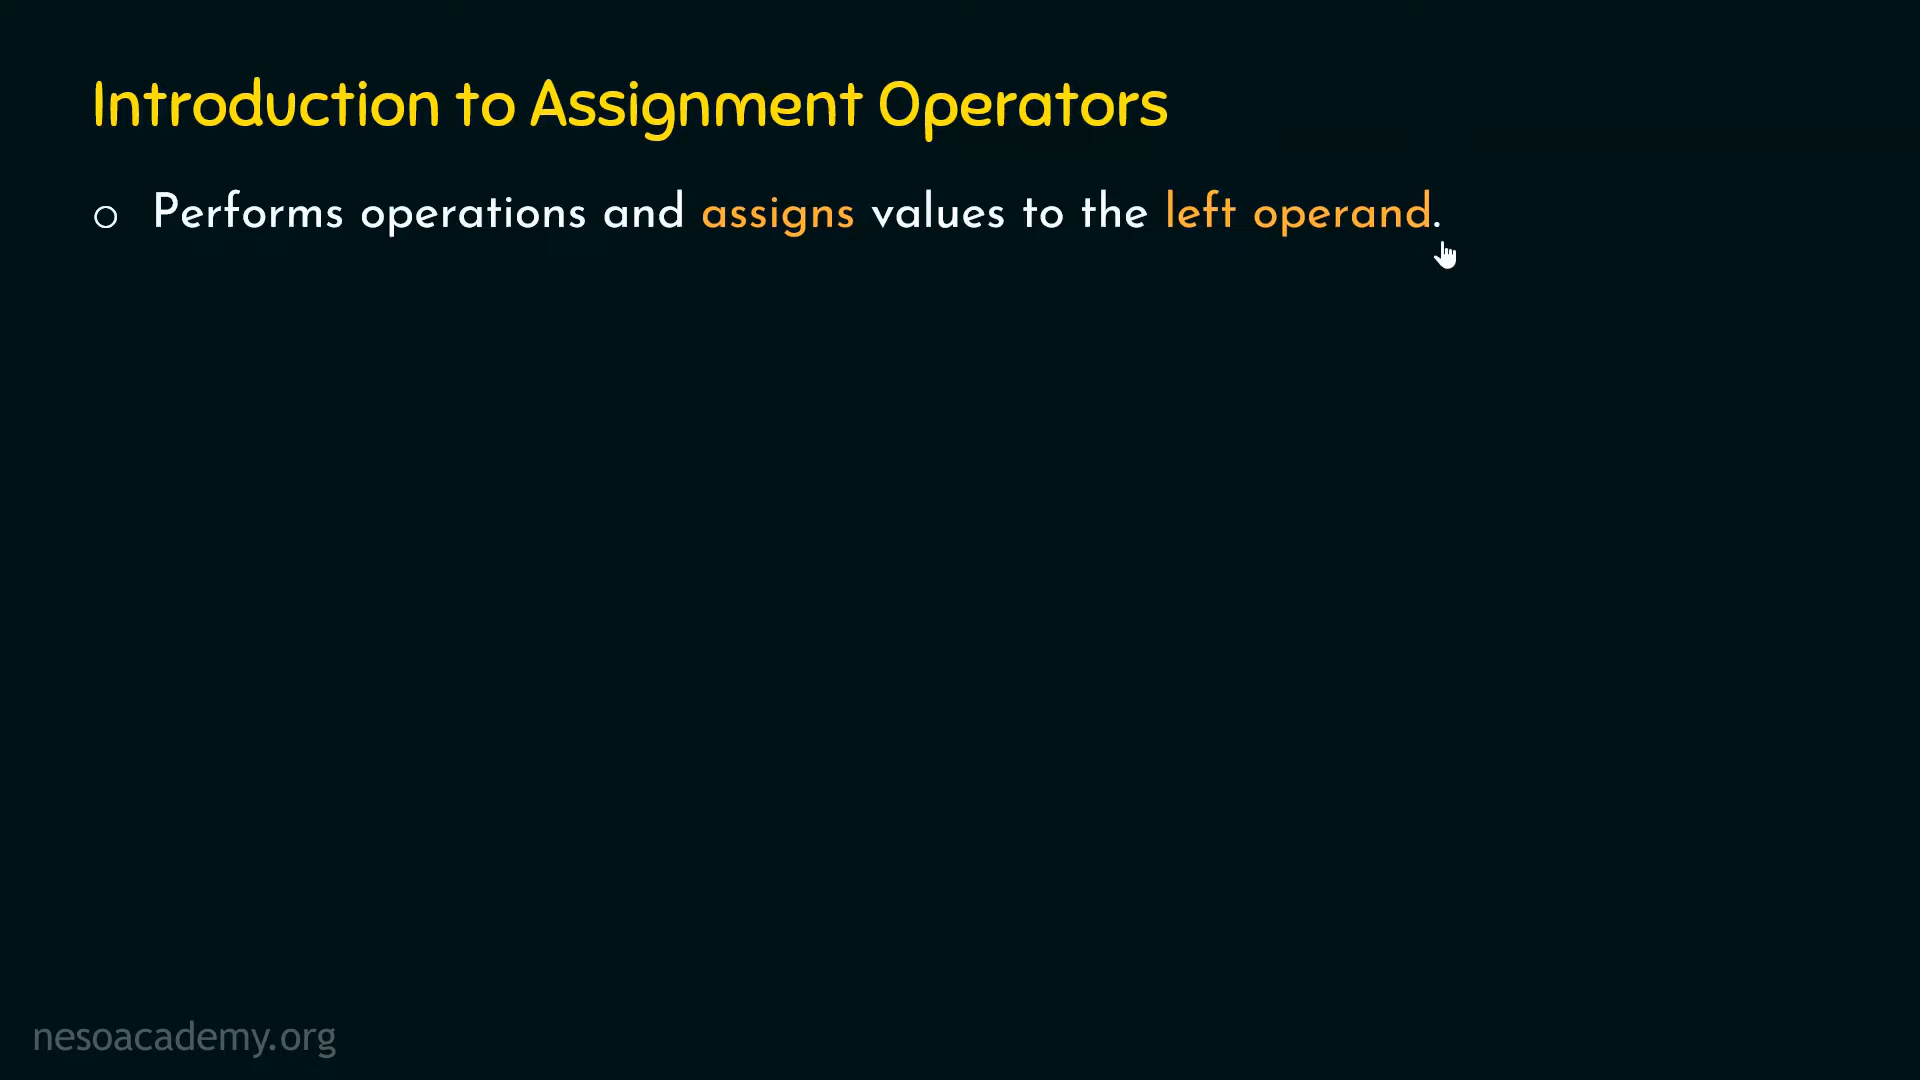 Introduction to Assignment Operators
○ Performs operations and assigns values to the left operand.
nesoacademy.org